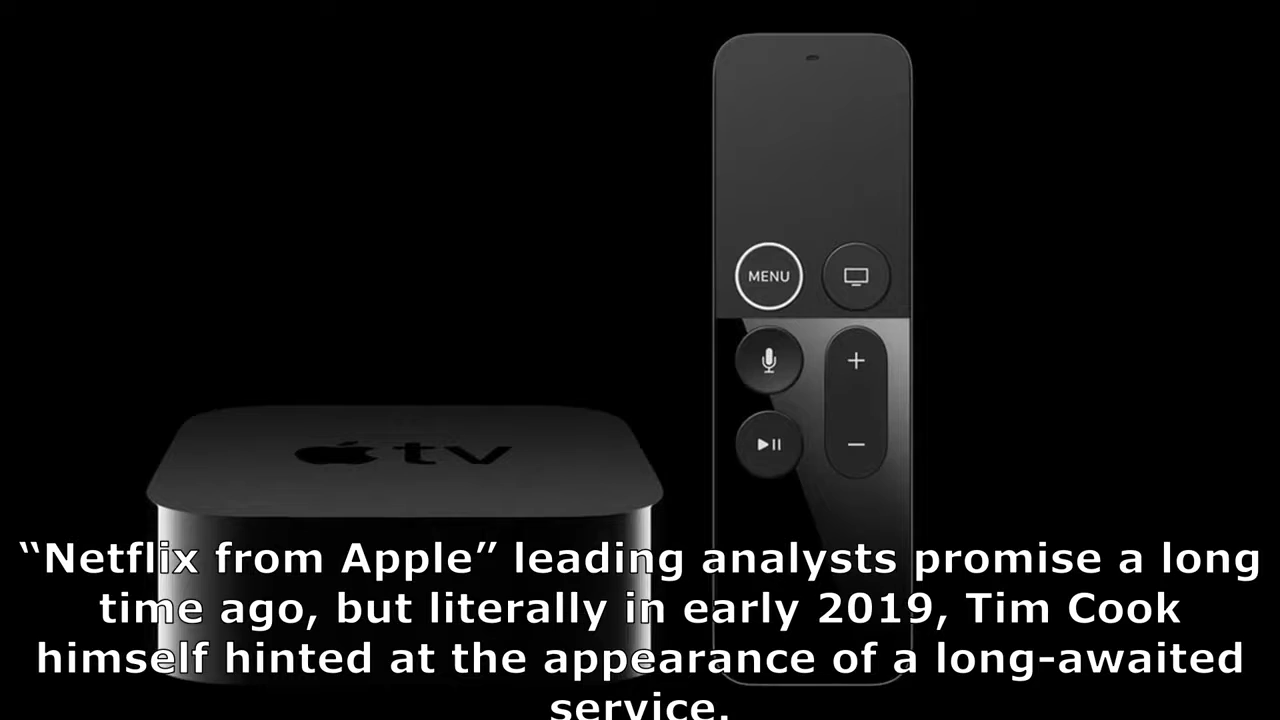 MENU
tv
“Netflix from Apple” leading analysts promise a long
time ago, but literally in early 2019, Tim Cook
himself hinted at the appearance of a long-awaited
service.